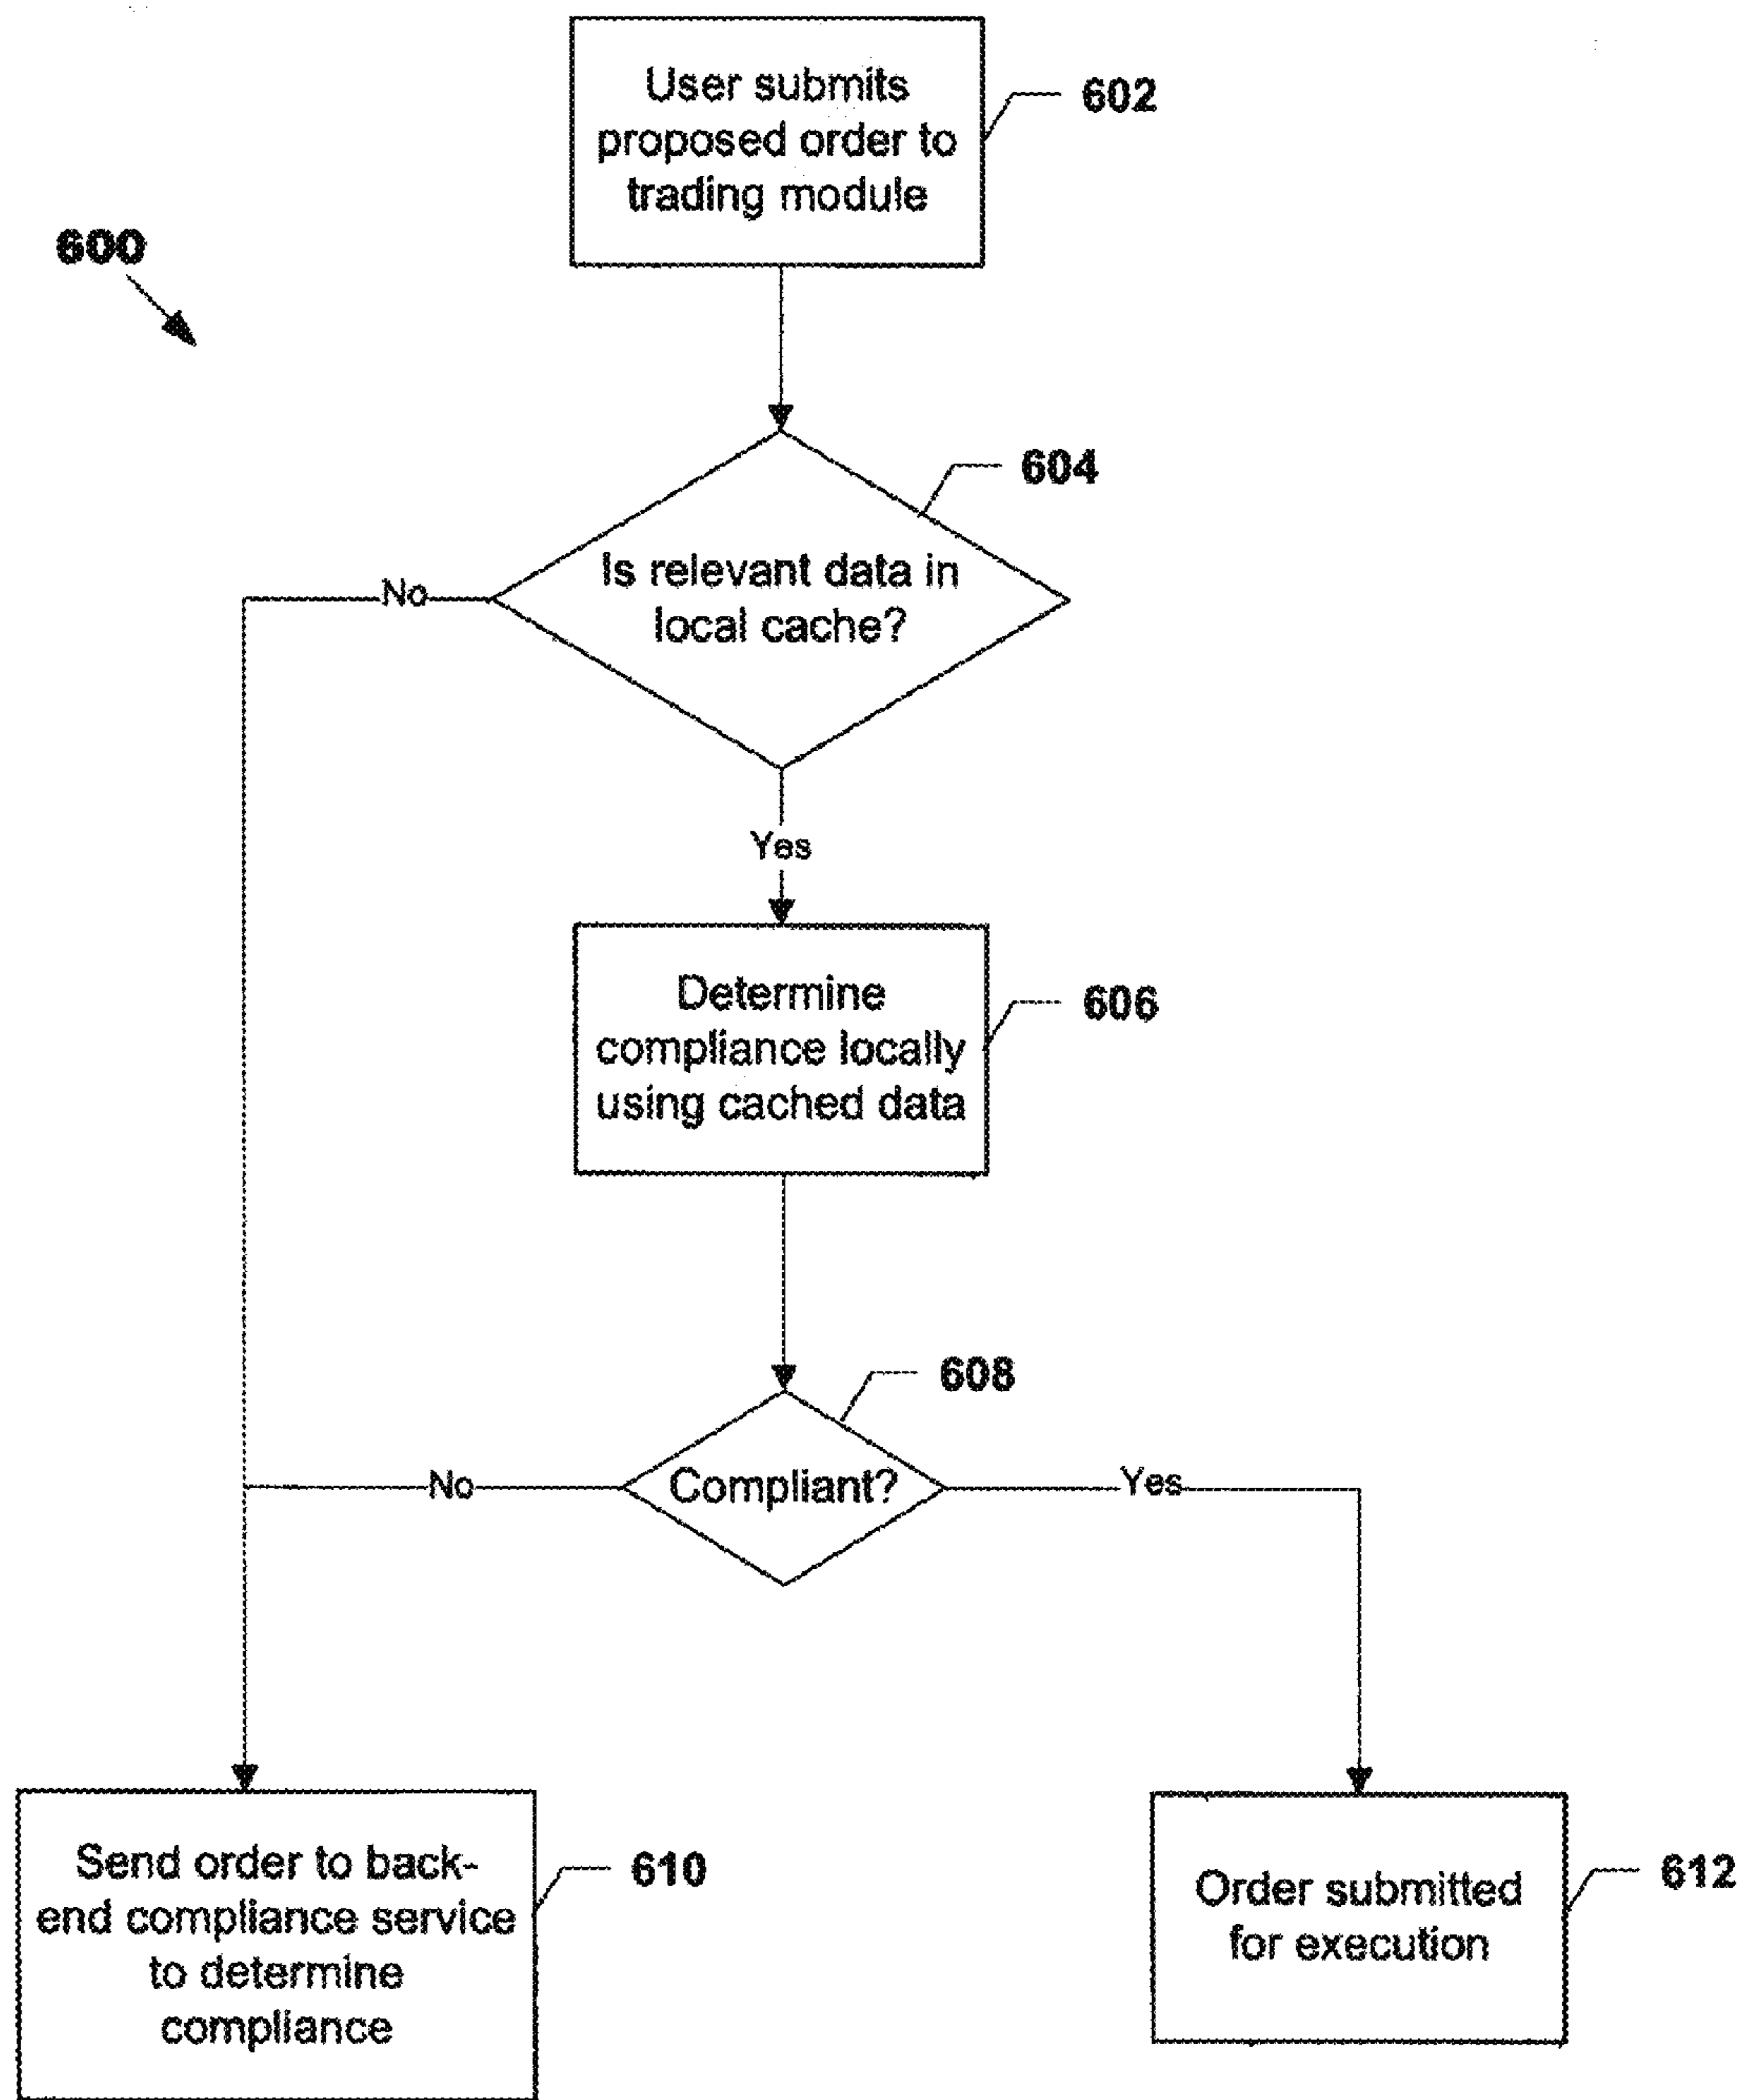 User submits
proposed order to
trading module
602
600
604
Is relevant data in
local cache?
No
Yes
Determine
compliance locally
using cached data
606
608
Compliant?
No
Yes
Send order to back-
end compliance service
to determine
compliance
610
Order submitted
for execution
612